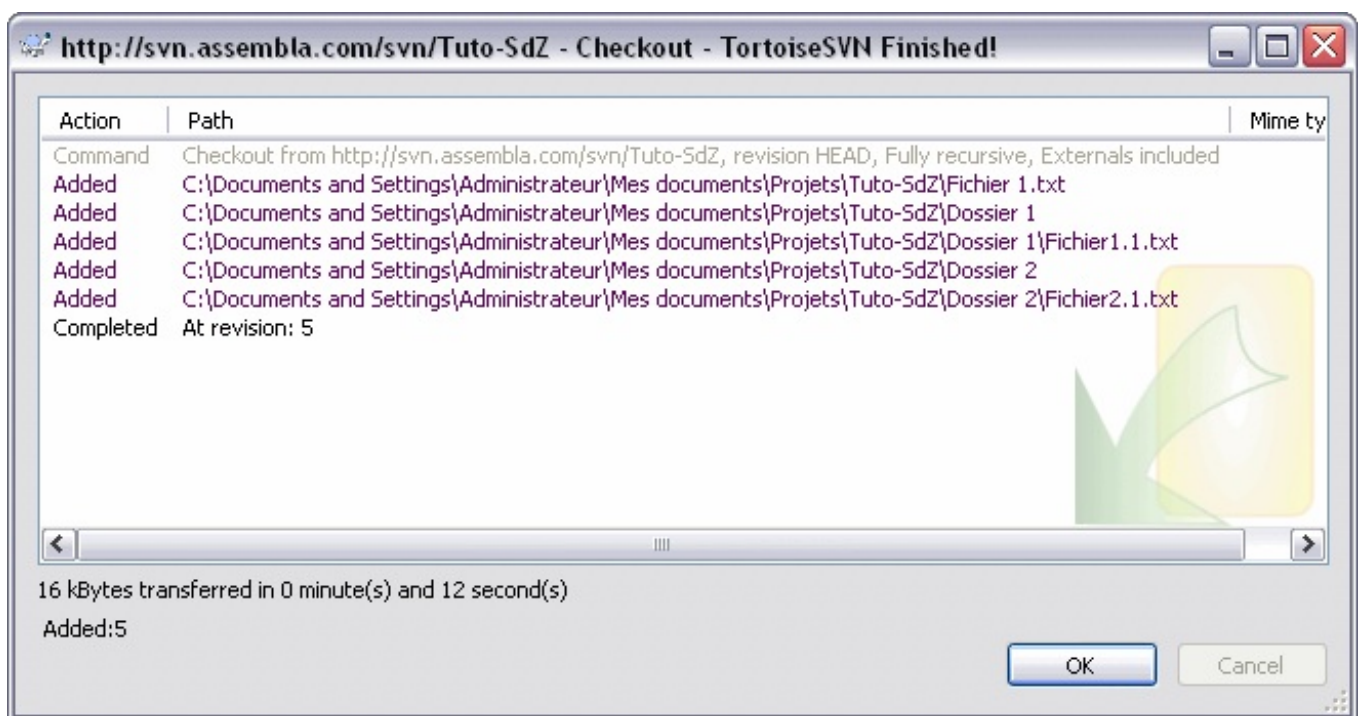 http://svn.assembla.com/svn/Tuto-SdZ - Checkout - TortoiseSVN Finished!
Action Path Mime ty
Command Checkout from http://svn.assembla.com/svn/Tuto-SdZ, revision HEAD, Fully recursive, Externals included
Added C:\Documents and Settings\Administrateur\Mes documents\Projets\Tuto-SdZ\Fichier 1.txt
Added C:\Documents and Settings\Administrateur\Mes documents\Projets\Tuto-SdZ\Dossier 1
Added C:\Documents and Settings\Administrateur\Mes documents\Projets\Tuto-SdZ\Dossier 1\Fichier1.1.txt
Added C:\Documents and Settings\Administrateur\Mes documents\Projets\Tuto-SdZ\Dossier 2
Added C:\Documents and Settings\Administrateur\Mes documents\Projets\Tuto-SdZ\Dossier 2\Fichier2.1.txt
Completed At revision: 5
16 kBytes transferred in 0 minute(s) and 12 second(s)
Added:5
OK Cancel